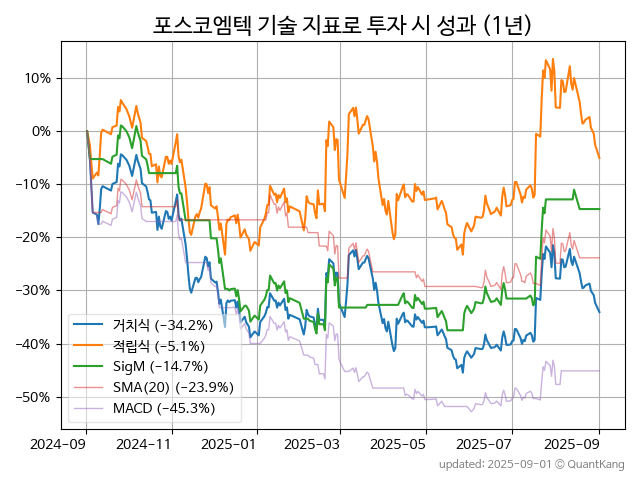 포스코엠텍 기술 지표로 투자 시 성과 (1년)
10%
0%
−10%
−20%
−30%
−40%
−50%
거치식 (−34.2%)
적립식 (−5.1%)
SigM (−14.7%)
SMA(20) (−23.9%)
MACD (−45.3%)
2024-09 2024-11 2025-01 2025-03 2025-05 2025-07 2025-09
updated: 2025-09-01 © QuantKang